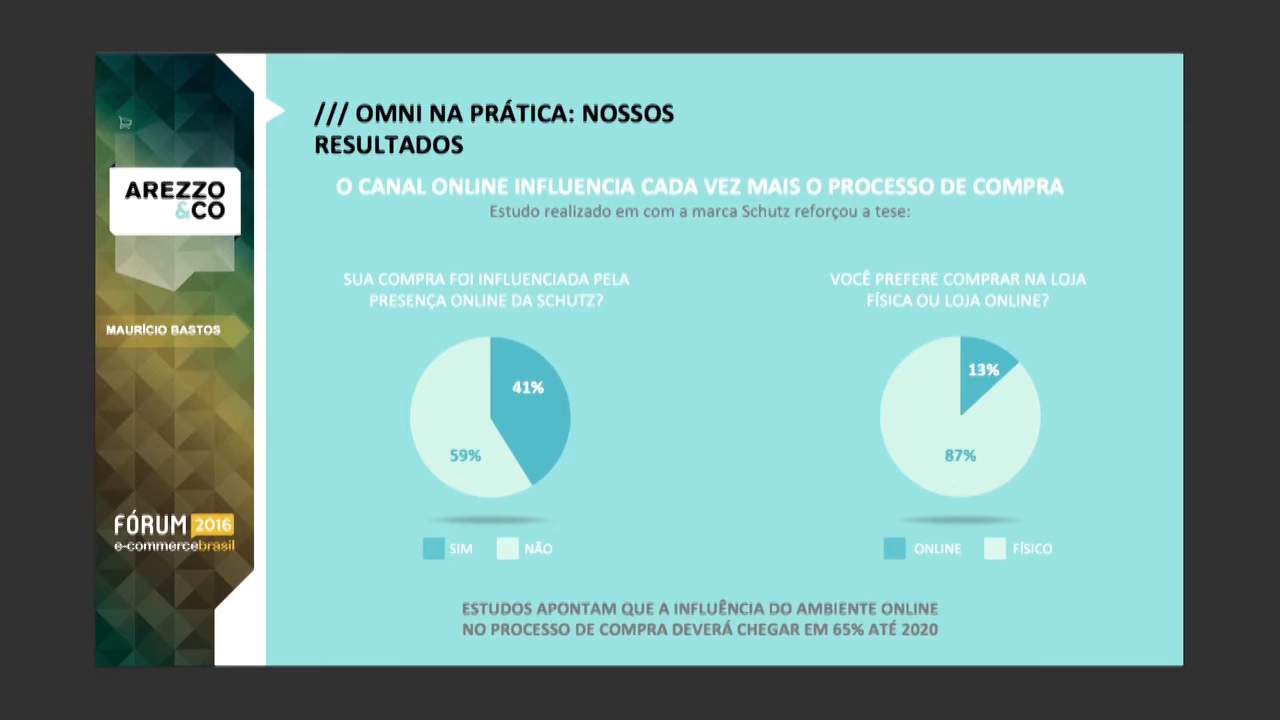 /// OMNI NA PRÁTICA: NOSSOS
RESULTADOS
O CANAL ONLINE INFLUENCIA CADA VEZ MAIS O PROCESSO DE COMPRA
Estudo realizado em com a marca Schutz reforçou a tese:
AREZZO
&CO
MAURÍCIO BASTOS
FÓRUM 2016
e-commercebrasil
SUA COMPRA FOI INFLUENCIADA PELA
PRESENÇA ONLINE DA SCHUTZ?
41%
59%
SIM NÃO
VOCÊ PREFERE COMPRAR NA LOJA
FÍSICA OU LOJA ONLINE?
13%
87%
ONLINE FÍSICO
ESTUDOS APONTAM QUE A INFLUÊNCIA DO AMBIENTE ONLINE
NO PROCESSO DE COMPRA DEVERÁ CHEGAR EM 65% ATÉ 2020